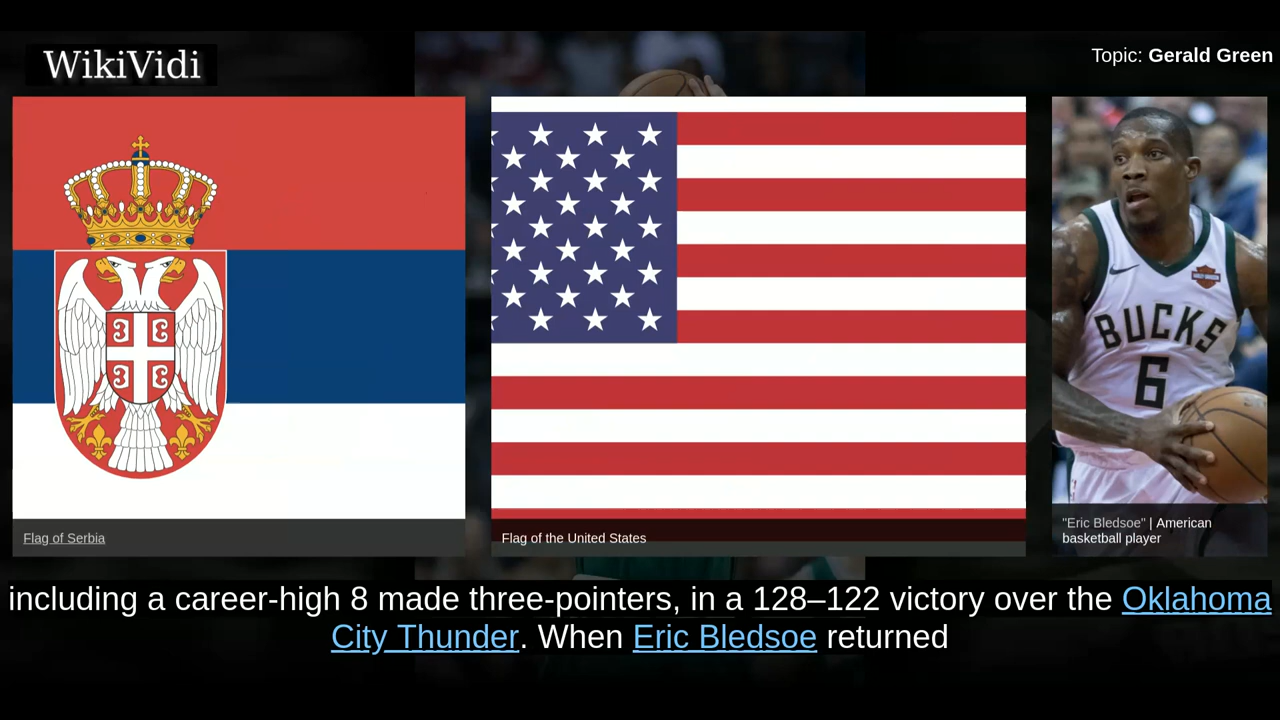 WikiVidi
Topic: Gerald Green
BUCKS
6
Flag of Serbia
Flag of the United States
"Eric Bledsoe" | American
basketball player
including a career-high 8 made three-pointers, in a 128–122 victory over the Oklahoma
City Thunder. When Eric Bledsoe returned